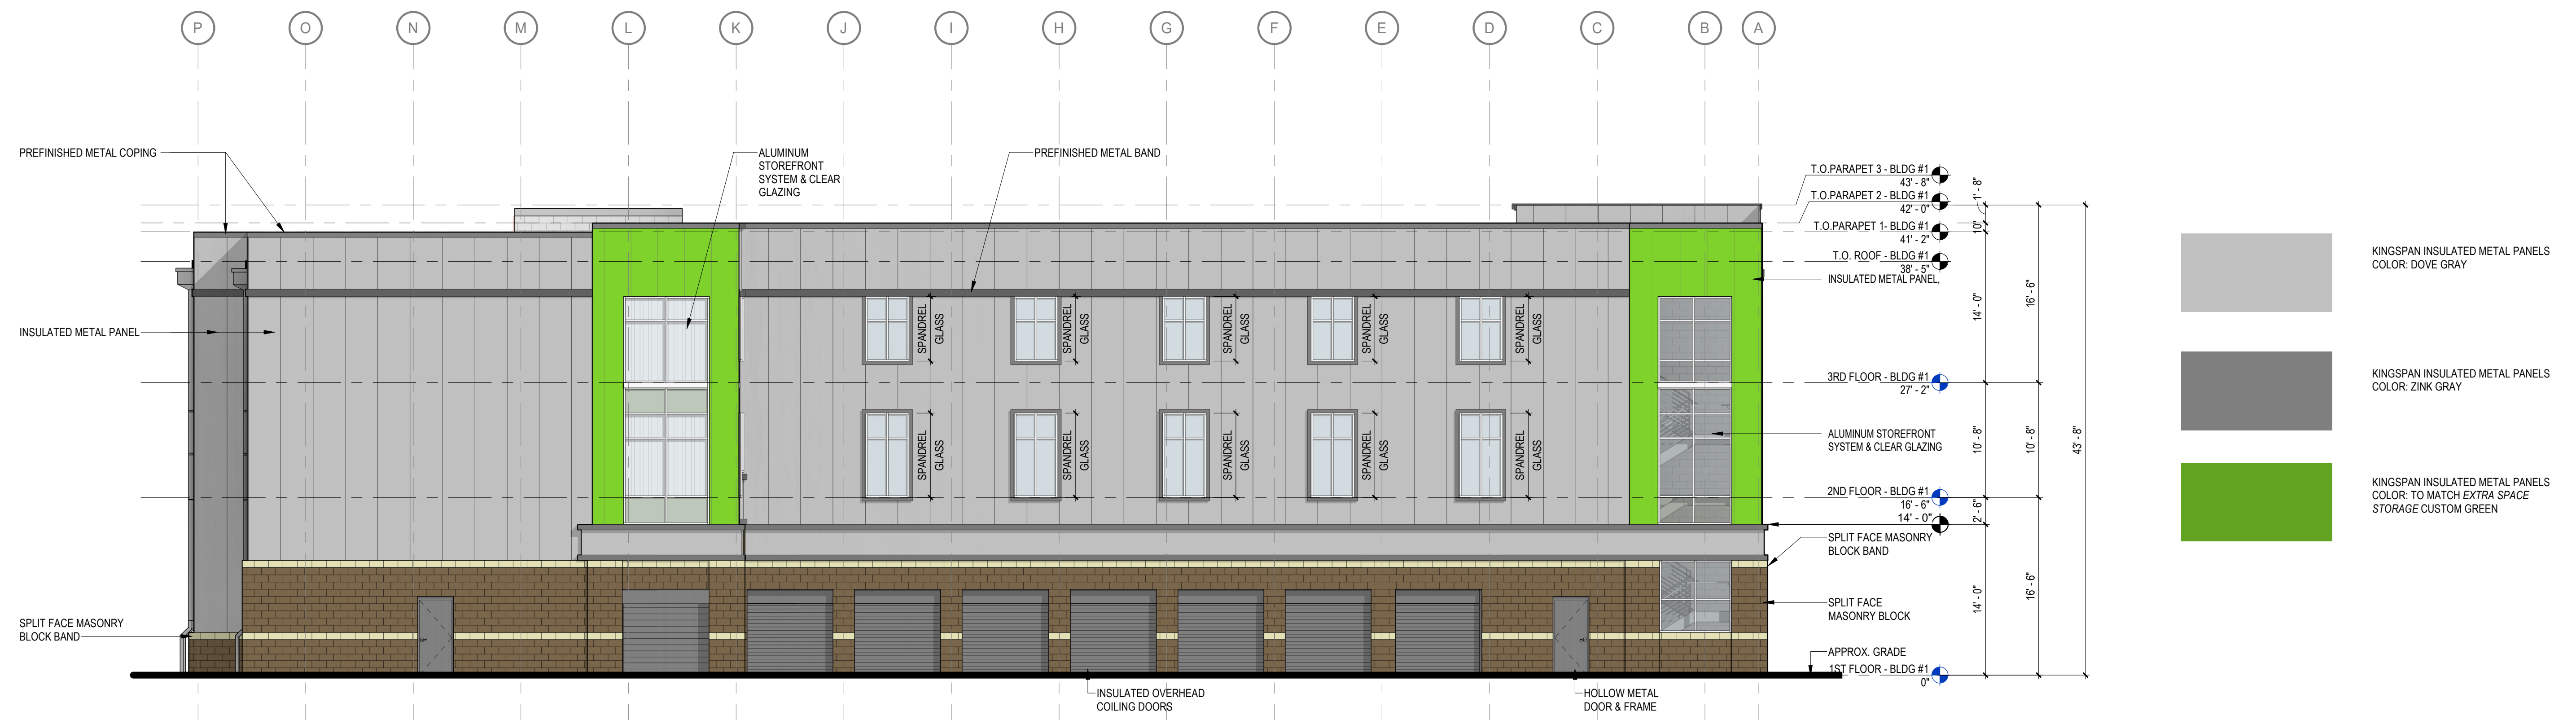 P
O
N
M
L
K
J
I
H
G
F
E
D
C
B
A
PREFINISHED METAL COPING
ALUMINUM
STOREFRONT
SYSTEM & CLEAR
GLAZING
PREFINISHED METAL BAND
T.O.PARAPET 3 - BLDG #1
43' - 8"
T.O.PARAPET 2 - BLDG #1
42' - 0"
T.O.PARAPET 1- BLDG #1
41' - 2"
T.O. ROOF - BLDG #1
38' - 5"
INSULATED METAL PANEL,
INSULATED METAL PANEL
SPANDREL
GLASS
SPANDREL
GLASS
SPANDREL
GLASS
SPANDREL
GLASS
SPANDREL
GLASS
3RD FLOOR - BLDG #1
27' - 2"
SPANDREL
GLASS
SPANDREL
GLASS
SPANDREL
GLASS
SPANDREL
GLASS
SPANDREL
GLASS
ALUMINUM STOREFRONT
SYSTEM & CLEAR GLAZING
2ND FLOOR - BLDG #1
16' - 6"
14' - 0"
SPLIT FACE MASONRY
BLOCK BAND
SPLIT FACE
MASONRY BLOCK
SPLIT FACE MASONRY
BLOCK BAND
APPROX. GRADE
1ST FLOOR - BLDG #1
0"
INSULATED OVERHEAD
COILING DOORS
HOLLOW METAL
DOOR & FRAME
1' - 8"
10"
14' - 0"
10' - 8"
2' - 6"
14' - 0"
16' - 6"
10' - 8"
16' - 6"
43' - 8"
KINGSPAN INSULATED METAL PANELS
COLOR: DOVE GRAY
KINGSPAN INSULATED METAL PANELS
COLOR: ZINK GRAY
KINGSPAN INSULATED METAL PANELS
COLOR: TO MATCH EXTRA SPACE
STORAGE CUSTOM GREEN